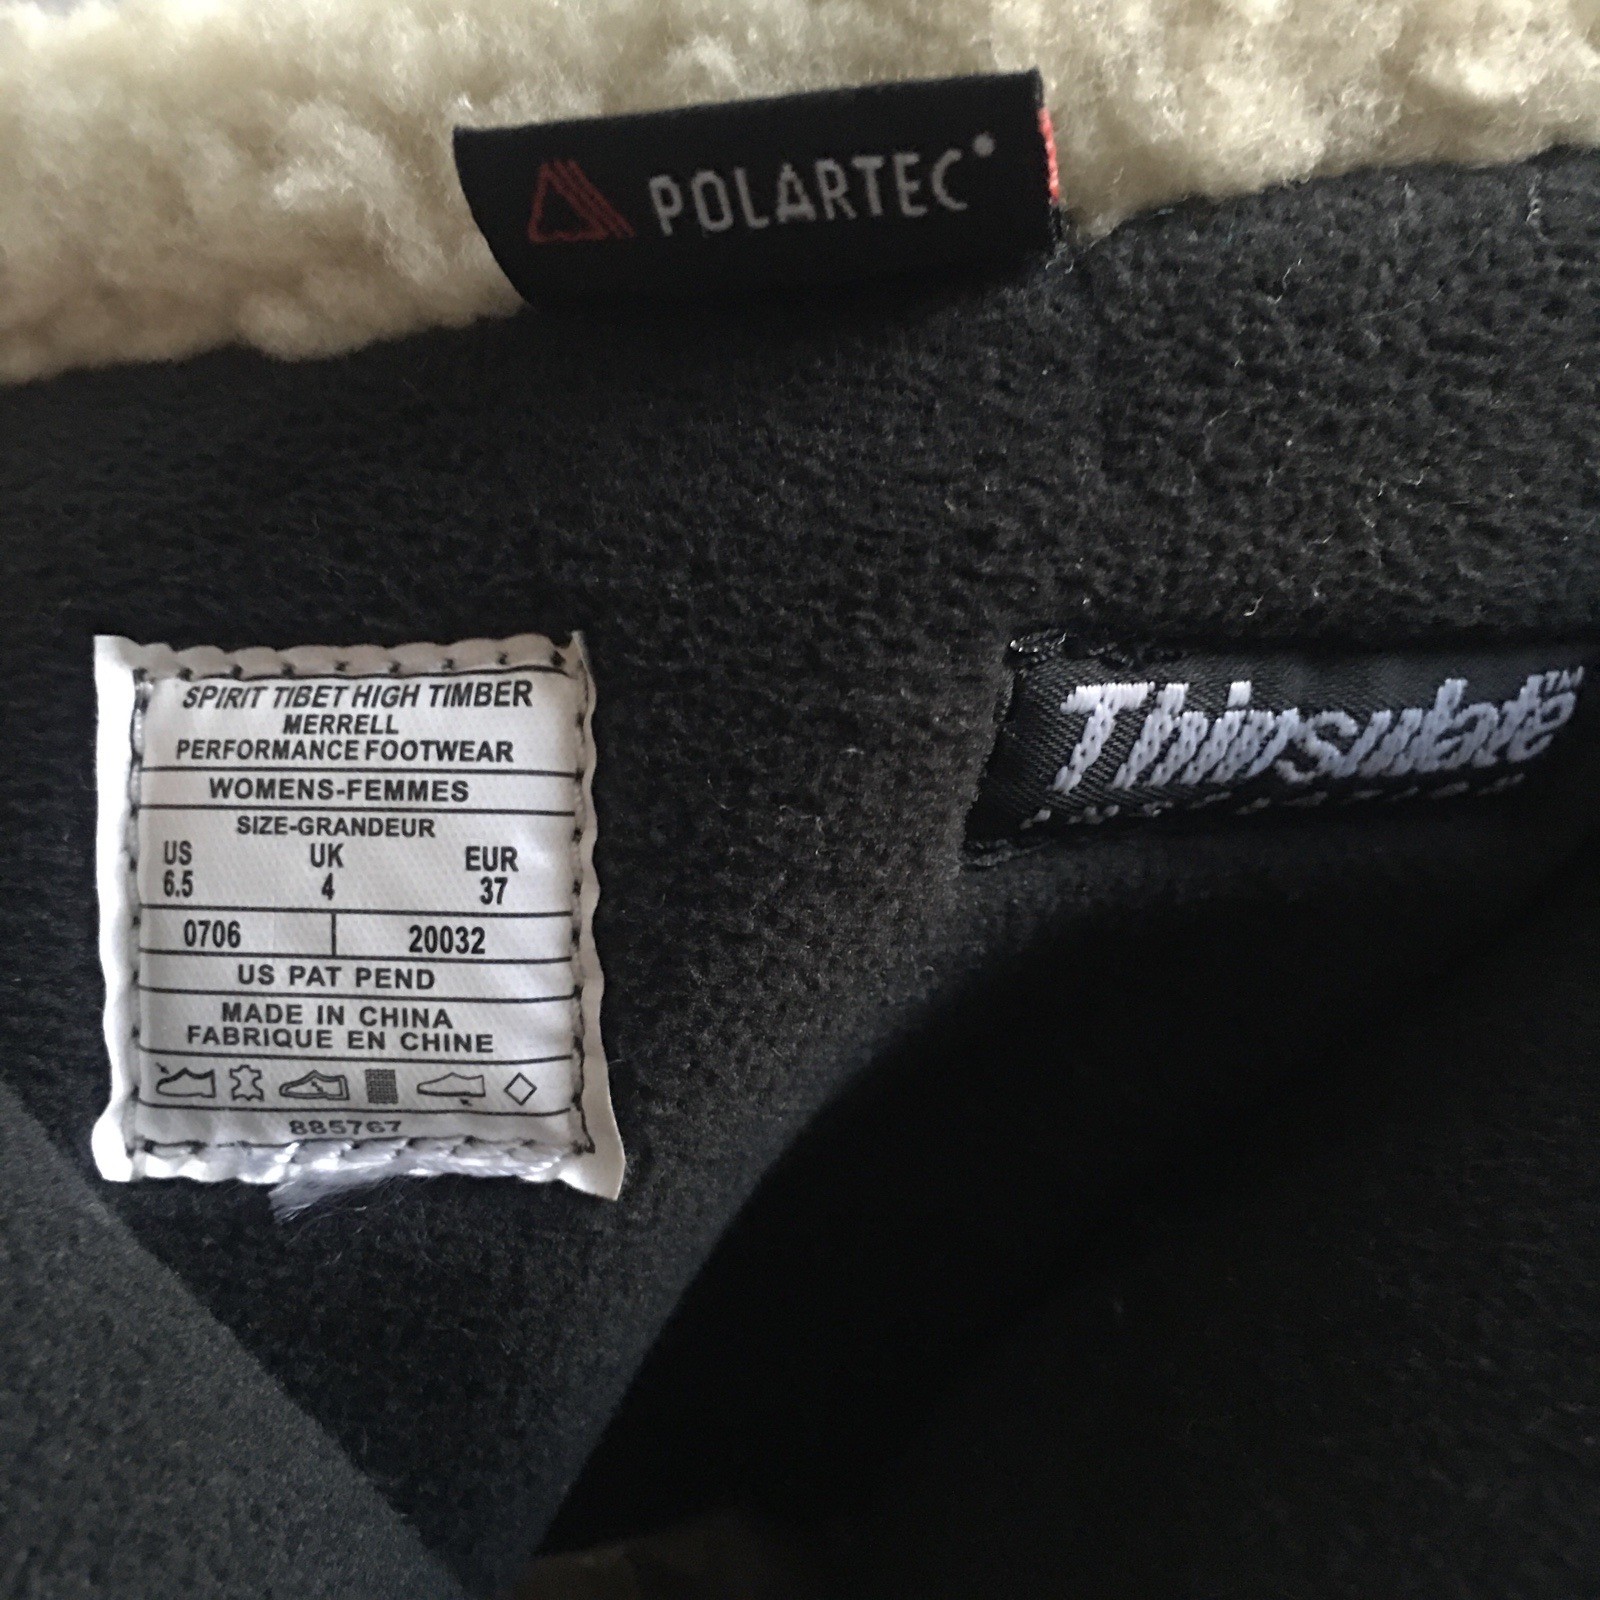 POLARTEC®
SPIRIT TIBET HIGH TIMBER
MERRELL
PERFORMANCE FOOTWEAR
WOMENS-FEMMES
SIZE-GRANDEUR
US UK EUR
6.5 4 37
0706 20032
US PAT PEND
MADE IN CHINA
FABRIQUE EN CHINE
885767
Thinsulate™